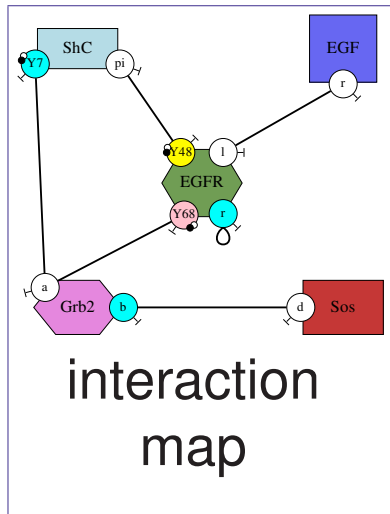 ShC
EGF
Y7
pi
r
Y48
l
EGFR
Y68
r
a
Grb2
b
d
Sos
interaction
map